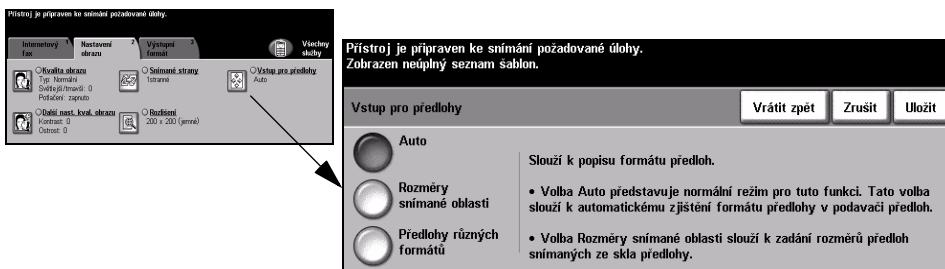 Přístroj je připraven ke snímání požadované úlohy.
Internetový fax 1
Nastavení obrazu 2
Výstupní formát 3
Všechny služby
Kvalita obrazu
Typ: Normální
Světlejší/tmavší: 0
Potlačení: zapnuto
Snímané strany
1stranné
Vstup pro předlohy
Auto
Další nast. kval. obrazu
Kontrast: 0
Ostrost: 0
Rozlišení
200 x 200 (jemné)
Přístroj je připraven ke snímání požadované úlohy.
Zobrazen neúplný seznam šablon.
Vstup pro předlohy
Vrátit zpět
Zrušit
Uložit
Auto
Rozměry
snímané oblasti
Předlohy různých
formátů
Slouží k popisu formátu předloh.
• Volba Auto představuje normální režim pro tuto funkci. Tato volba
slouží k automatickému zjištění formátu předlohy v podavači předloh.
• Volba Rozměry snímané oblasti slouží k zadání rozměrů předloh
snímaných ze skla předlohy.